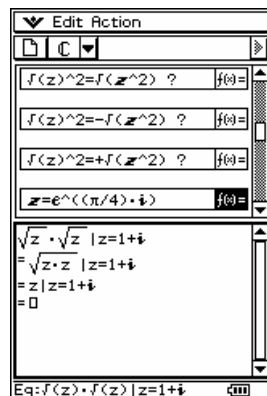 Edit Action
C
√(z)^2=√(z^2) ? f(x)=
√(z)^2=-√(z^2) ? f(x)=
√(z)^2=+√(z^2) ? f(x)=
z=e^((π/4)·i) f(x)=
√z ·√z |z=1+i
=√z·z |z=1+i
=z|z=1+i
=□
Eq:√(z)·√(z)|z=1+i